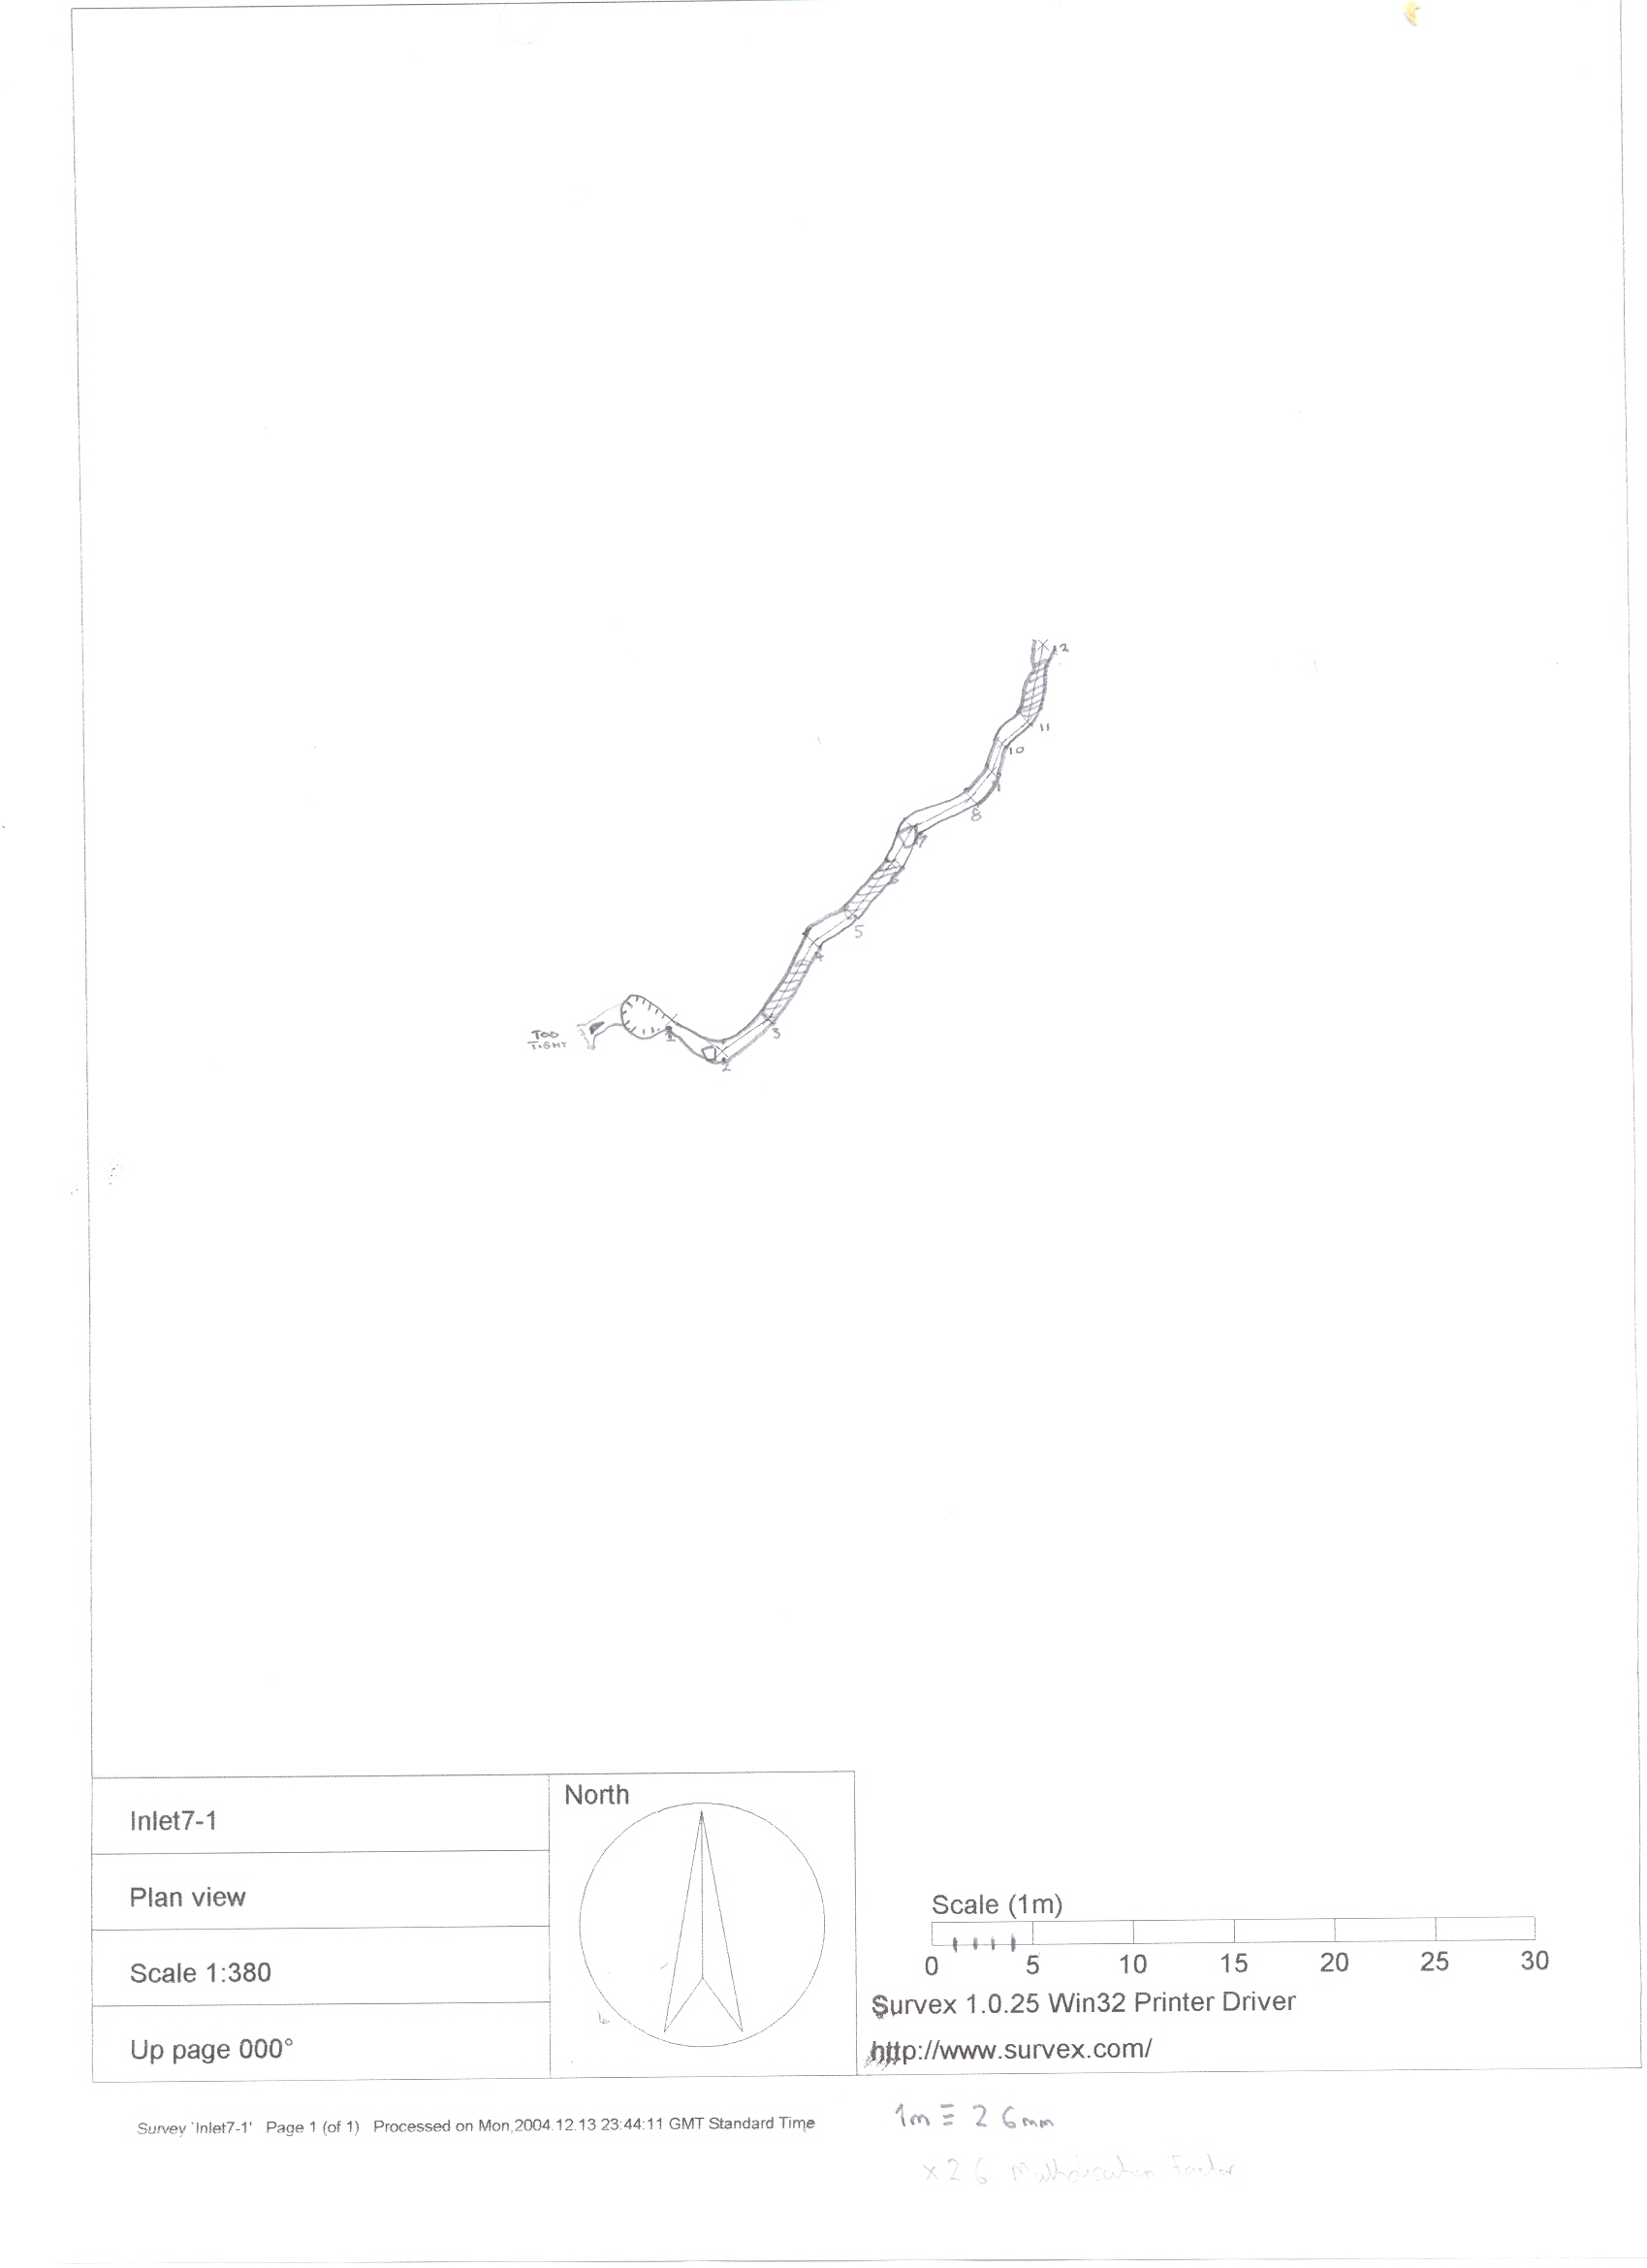 12
11
10
9
8
7
6
5
4
3
TOO
TIGHT
1
2
Inlet7-1
North
Plan view
Scale (1m)
0 5 10 15 20 25 30
Scale 1:380
Survex 1.0.25 Win32 Printer Driver
Up page 000°
http://www.survex.com/
Survey `Inlet7-1' Page 1 (of 1) Processed on Mon,2004.12.13 23:44:11 GMT Standard Time
1m ≡ 2 6mm
x2 6 Multiplication Factor